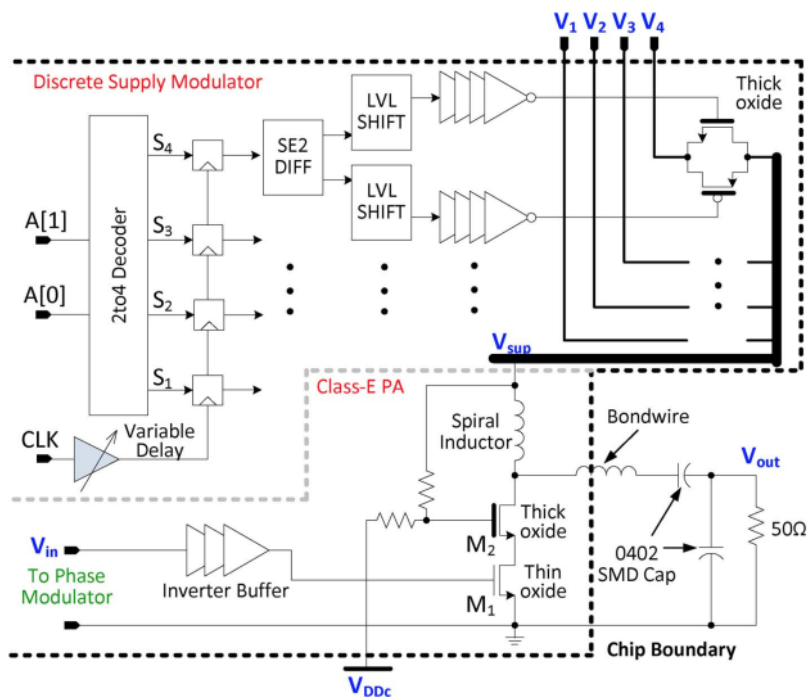 V1 V2 V3 V4
Discrete Supply Modulator
Thick
oxide
LVL
SHIFT
SE2
DIFF
LVL
SHIFT
2to4 Decoder
S4
S3
S2
S1
A[1]
A[0]
CLK
Variable
Delay
Vsup
Class-E PA
Spiral
Inductor
Bondwire
Vout
50Ω
0402
SMD Cap
Thick
oxide
M2
Thin
oxide
M1
Vin
Inverter Buffer
To Phase
Modulator
Chip Boundary
VDDc